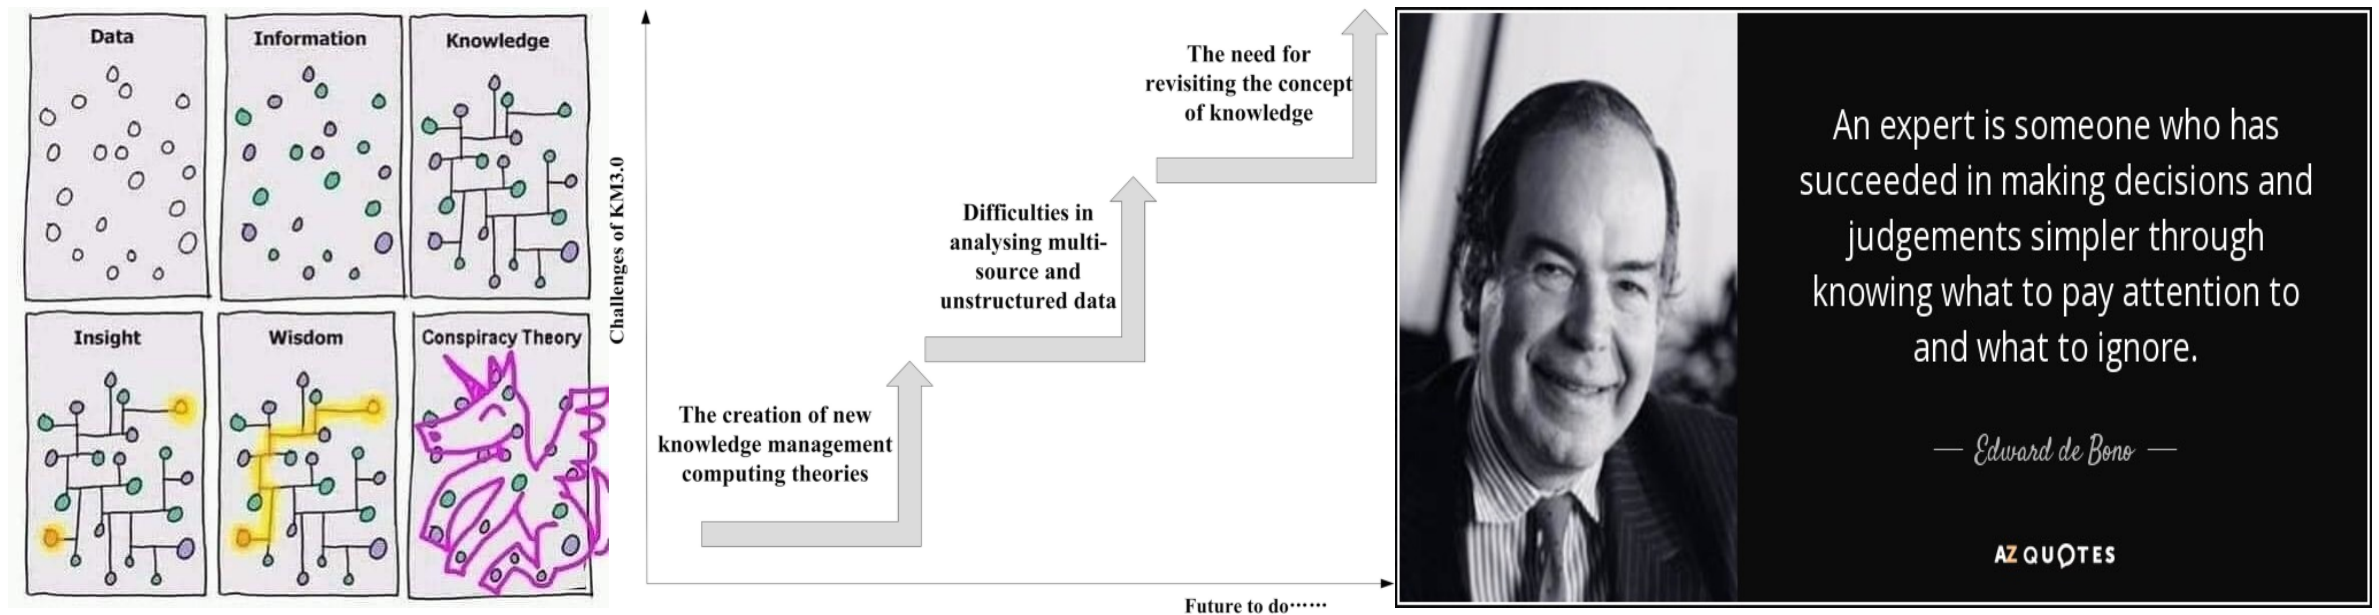 Data
Information
Knowledge
Insight
Wisdom
Conspiracy Theory
Challenges of KM3.0
The need for
revisiting the concept
of knowledge
Difficulties in
analysing multi-
source and
unstructured data
The creation of new
knowledge management
computing theories
Future to do······
An expert is someone who has
succeeded in making decisions and
judgements simpler through
knowing what to pay attention to
and what to ignore.
— Edward de Bono —
AZ QUOTES